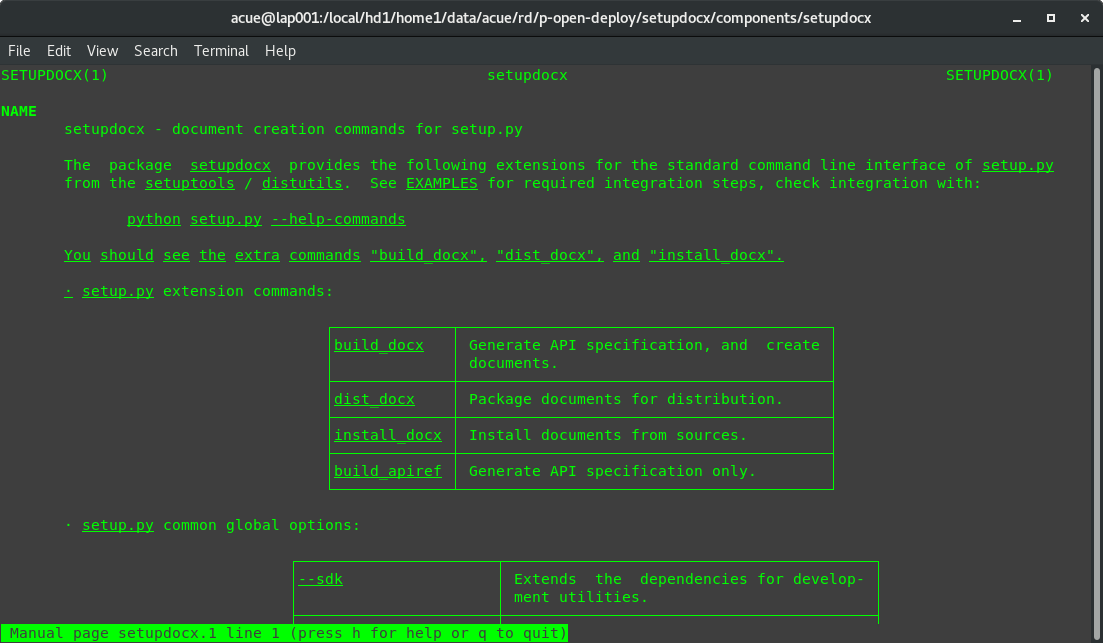 acue@lap001:/local/hd1/home1/data/acue/rd/p-open-deploy/setupdocx/components/setupdocx
File Edit View Search Terminal Help
SETUPDOCX(1) setupdocx SETUPDOCX(1)
NAME
setupdocx - document creation commands for setup.py
The package setupdocx provides the following extensions for the standard command line interface of setup.py
from the setuptools / distutils. See EXAMPLES for required integration steps, check integration with:
python setup.py --help-commands
You should see the extra commands "build_docx", "dist_docx", and "install_docx".
· setup.py extension commands:
build_docx Generate API specification, and create
documents.
dist_docx Package documents for distribution.
install_docx Install documents from sources.
build_apiref Generate API specification only.
· setup.py common global options:
--sdk Extends the dependencies for develop-
ment utilities.
Manual page setupdocx.1 line 1 (press h for help or q to quit)